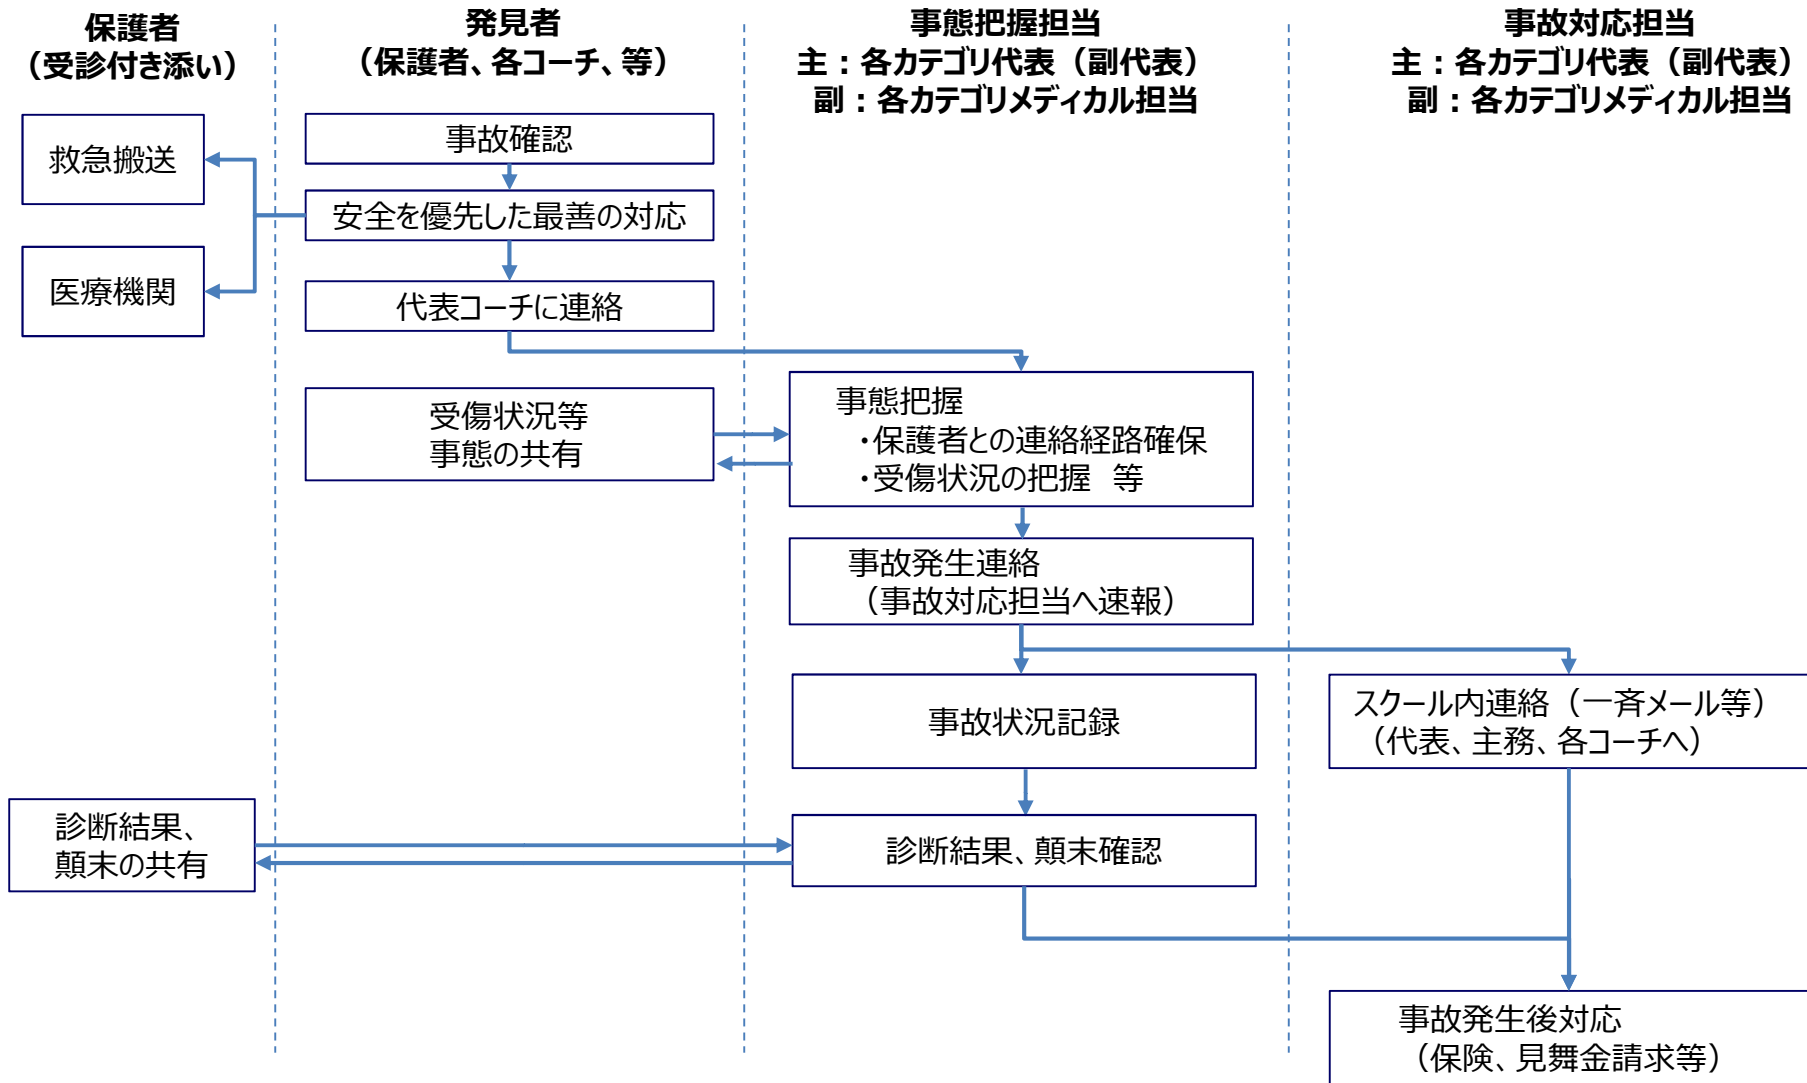 保護者
（受診付き添い）
発見者
（保護者、各コーチ、等）
事態把握担当
主：各カテゴリ代表（副代表）
副：各カテゴリメディカル担当
事故対応担当
主：各カテゴリ代表（副代表）
副：各カテゴリメディカル担当
救急搬送
医療機関
事故確認
安全を優先した最善の対応
代表コーチに連絡
受傷状況等
事態の共有
事態把握
・保護者との連絡経路確保
・受傷状況の把握　等
事故発生連絡
（事故対応担当へ速報）
事故状況記録
スクール内連絡（一斉メール等）
（代表、主務、各コーチへ）
診断結果、
顛末の共有
診断結果、顛末確認
事故発生後対応
（保険、見舞金請求等）